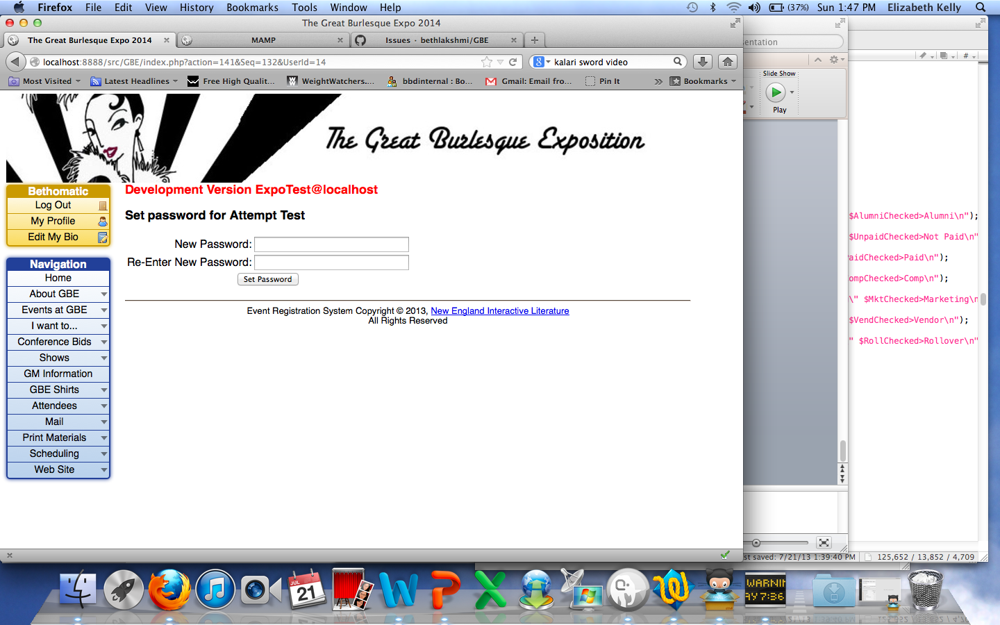 Firefox File Edit View History Bookmarks Tools Window Help (37%) Sun 1:47 PM Elizabeth Kelly
The Great Burlesque Expo 2014
The Great Burlesque Expo 2014 MAMP Issues · bethlakshmi/GBE
localhost:8888/src/GBE/index.php?action=141&Seq=132&UserId=14
kalari sword video
Most Visited Latest Headlines Free High Qualit... WeightWatchers.... bbdinternal : Bo... Gmail: Email fro... Pin It » Bookmarks
The Great Burlesque Exposition
Bethomatic
Log Out
My Profile
Edit My Bio
Navigation
Home
About GBE
Events at GBE
I want to...
Conference Bids
Shows
GM Information
GBE Shirts
Attendees
Mail
Print Materials
Scheduling
Web Site
Development Version ExpoTest@localhost
Set password for Attempt Test
New Password:
Re-Enter New Password:
Set Password
Event Registration System Copyright © 2013, New England Interactive Literature
All Rights Reserved
Slide Show
Play
#
$AlumniChecked>Alumni\n");
$UnpaidChecked>Not Paid\n"
aidChecked>Paid\n");
ompChecked>Comp\n");
\" $MktChecked>Marketing\n
$VendChecked>Vendor\n");
" $RollChecked>Rollover\n"
st saved: 7/21/13 1:39:40 PM 125,652 / 13,852 / 4,709
JUL
21
WARNIN
AY 7:36